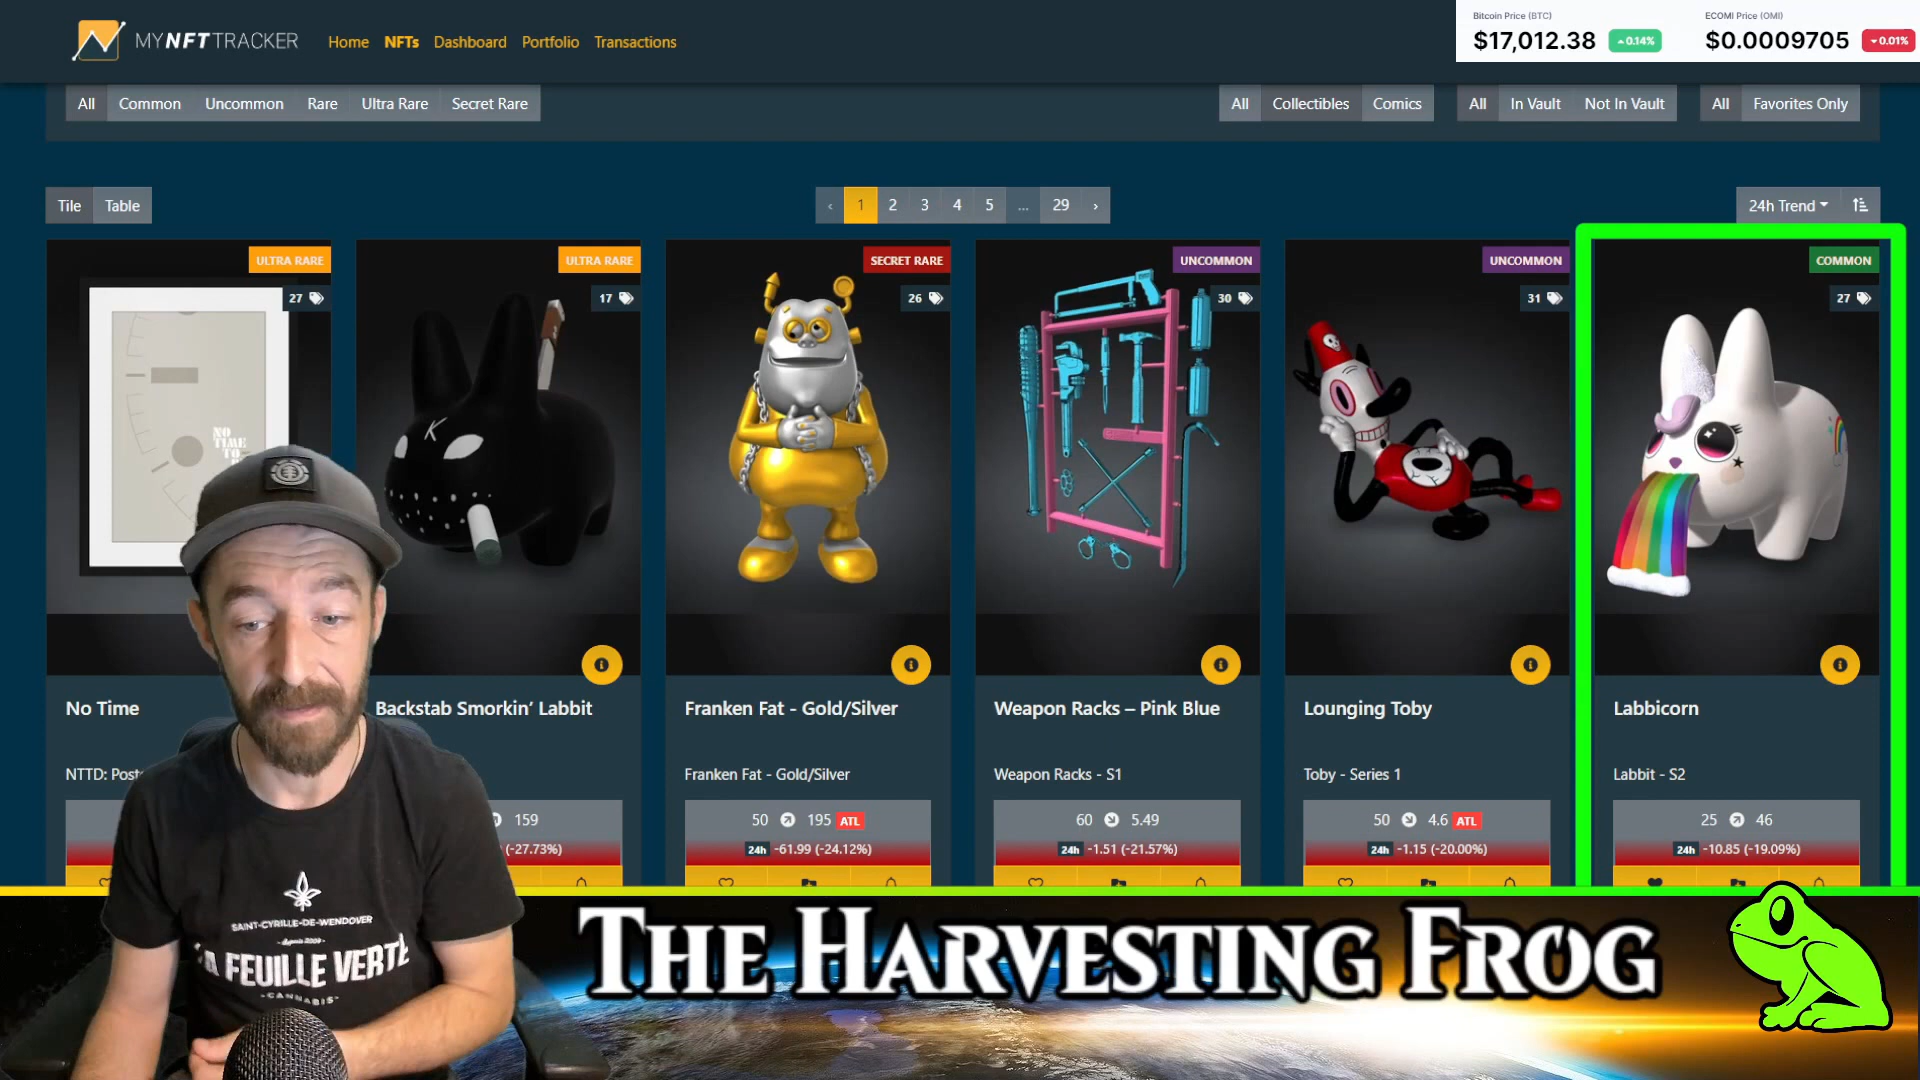 MYNFTTRACKER
Home NFTs Dashboard Portfolio Transactions
Bitcoin Price (BTC)
$17,012.38 0.14%
ECOMI Price (OMI)
$0.0009705 0.01%
All Common Uncommon Rare Ultra Rare Secret Rare
All Collectibles Comics
All In Vault Not In Vault
All Favorites Only
Tile Table
‹ 1 2 3 4 5 ... 29 ›
24h Trend
ULTRA RARE
27
NO TIME TO
No Time
NTTD: Post
ULTRA RARE
17
K
Backstab Smorkin' Labbit
159
(-27.73%)
SECRET RARE
26
Franken Fat - Gold/Silver
Franken Fat - Gold/Silver
50 195 ATL
24h -61.99 (-24.12%)
UNCOMMON
30
Weapon Racks – Pink Blue
Weapon Racks - S1
60 5.49
24h -1.51 (-21.57%)
UNCOMMON
31
Lounging Toby
Toby - Series 1
50 4.6 ATL
24h -1.15 (-20.00%)
COMMON
27
Labbicorn
Labbit - S2
25 46
24h -10.85 (-19.09%)
SAINT-CYRILLE-DE-WENDOVER
- depuis 2009 -
LA FEUILLE VERTE
- CANNABIS -
THE HARVESTING FROG